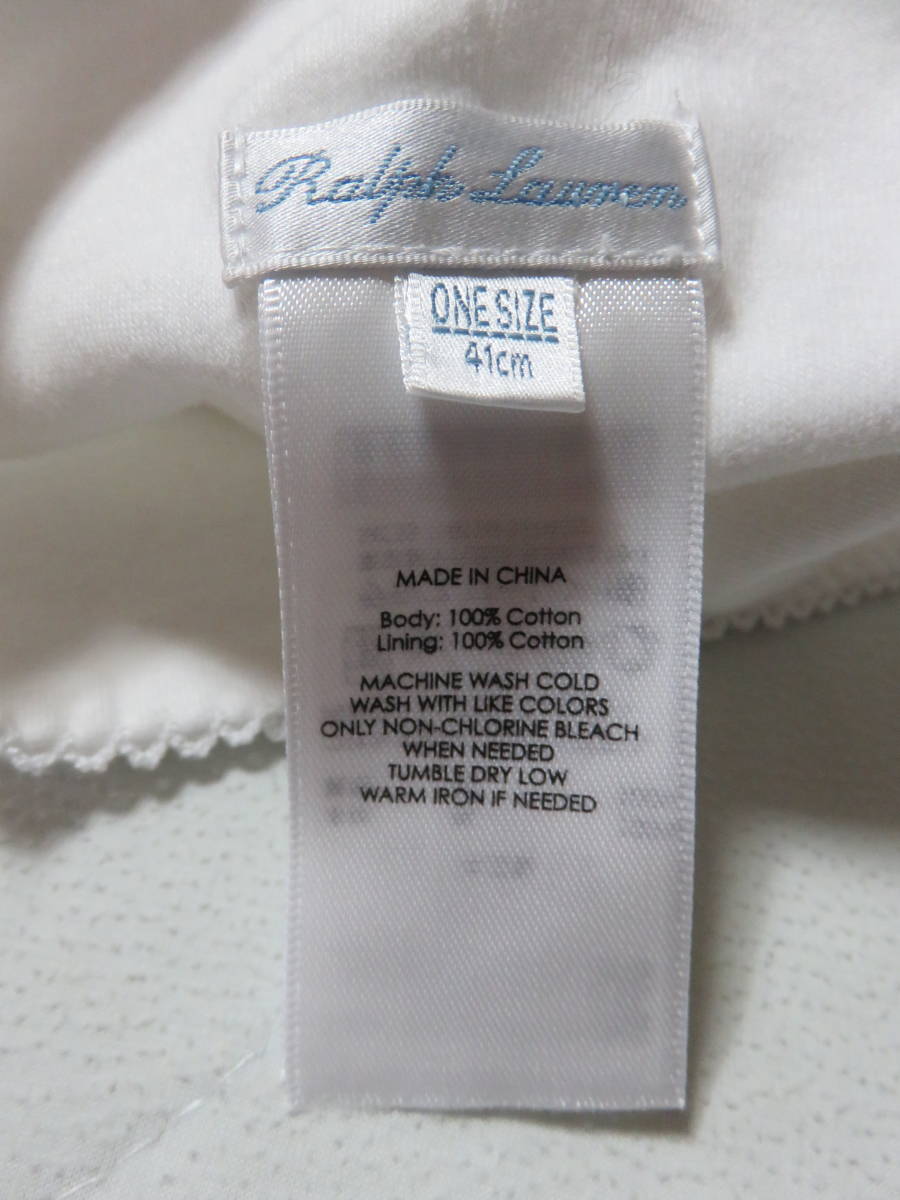 Ralph Lauren
ONE SIZE
41cm
MADE IN CHINA
Body: 100% Cotton
Lining: 100% Cotton
MACHINE WASH COLD
WASH WITH LIKE COLORS
ONLY NON-CHLORINE BLEACH
WHEN NEEDED
TUMBLE DRY LOW
WARM IRON IF NEEDED